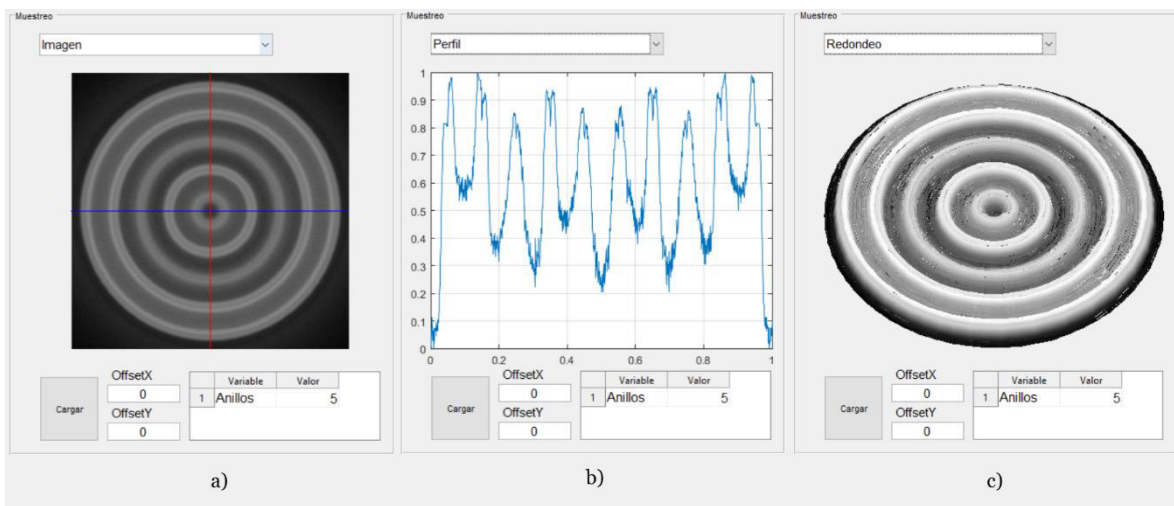 Muestreo
Imagen
OffsetX
0
OffsetY
0
Cargar
Variable Valor
1 Anillos 5
a)
Muestreo
Perfil
1
0.9
0.8
0.7
0.6
0.5
0.4
0.3
0.2
0.1
0
0 0.2 0.4 0.6 0.8 1
OffsetX
0
OffsetY
0
Cargar
Variable Valor
1 Anillos 5
b)
Muestreo
Redondeo
OffsetX
0
OffsetY
0
Cargar
Variable Valor
1 Anillos 5
c)